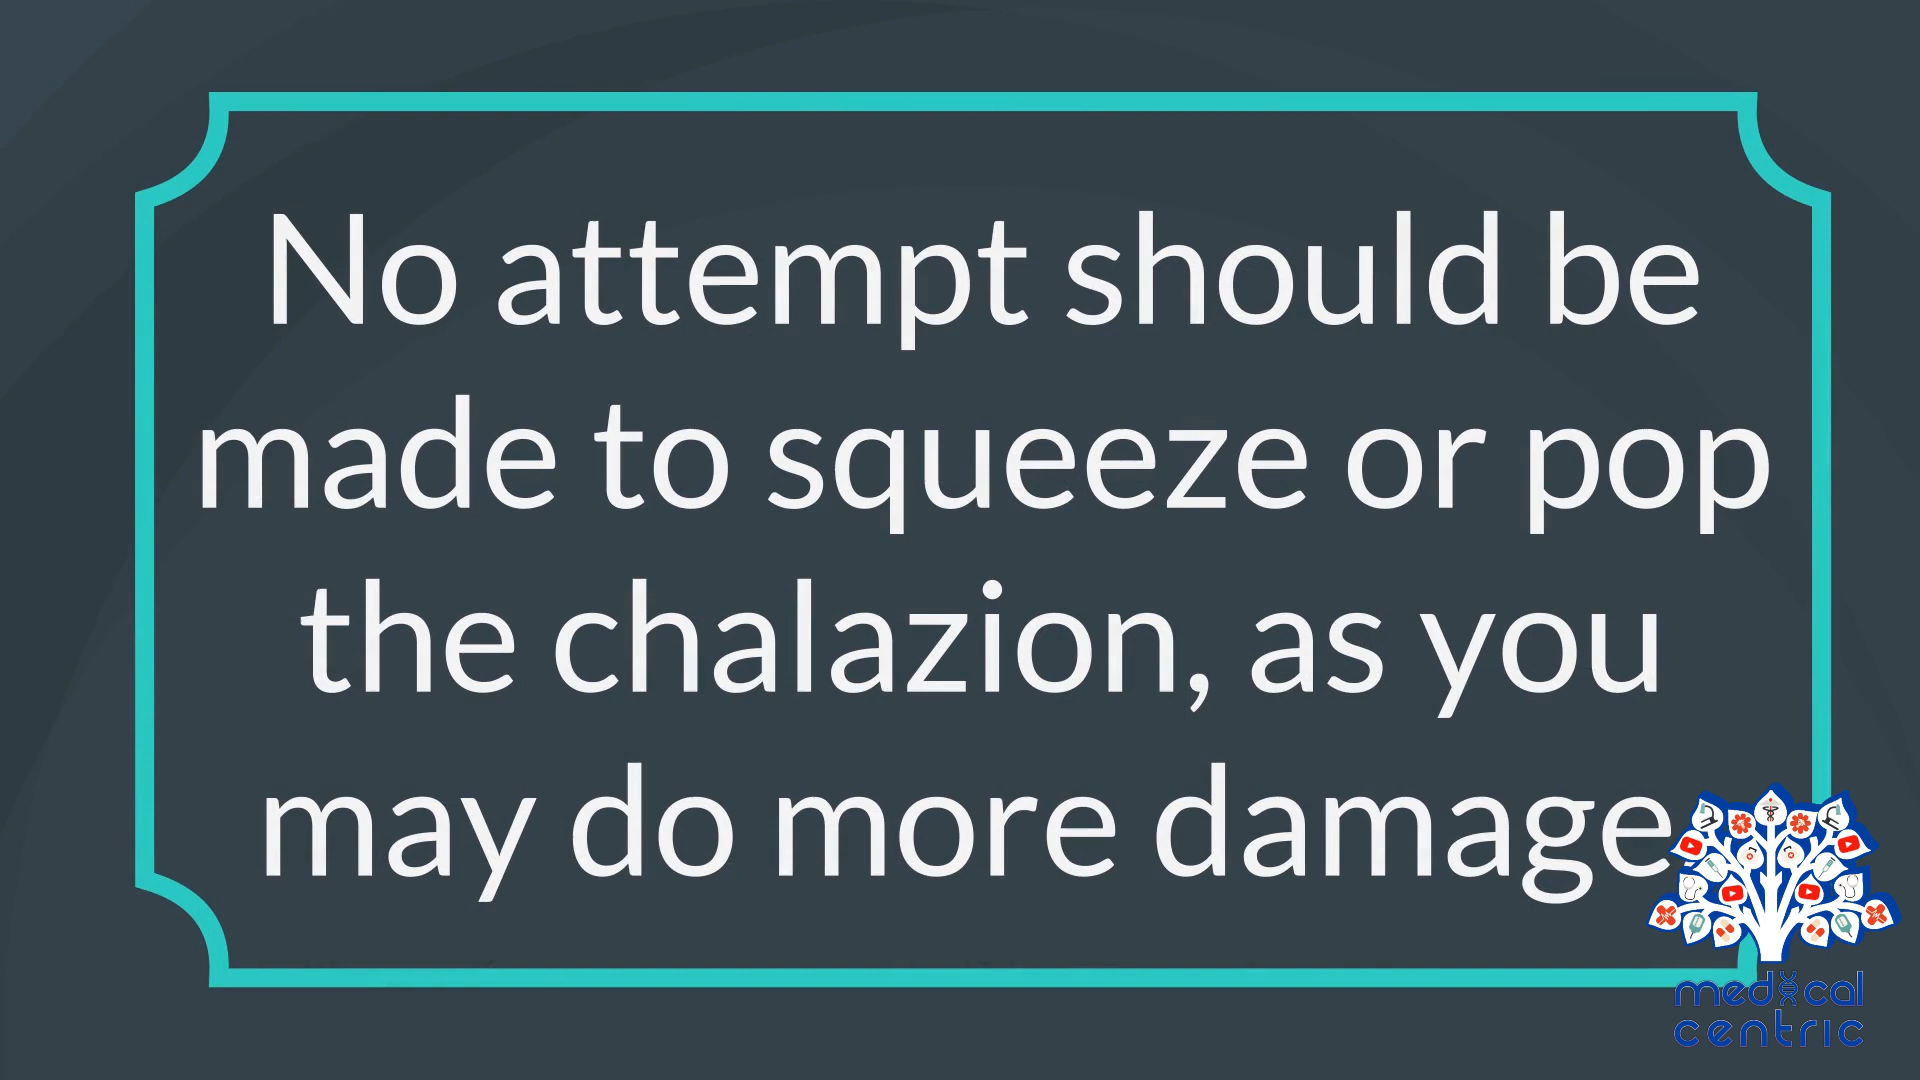 No attempt should be
made to squeeze or pop
the chalazion, as you
may do more damage.
medical
centric